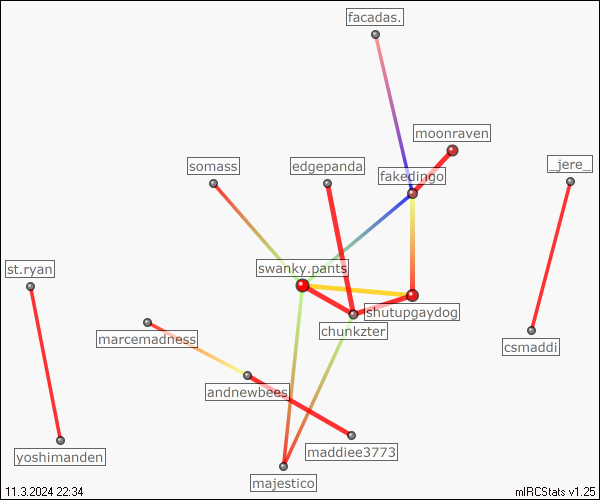 facadas.
moonraven
somass
edgepanda
fakedingo
_jere_
swanky.pants
st.ryan
shutupgaydog
chunkzter
marcemadness
csmaddi
andnewbees
maddiee3773
yoshimanden
majestico
11.3.2024 22:34
mIRCStats v1.25